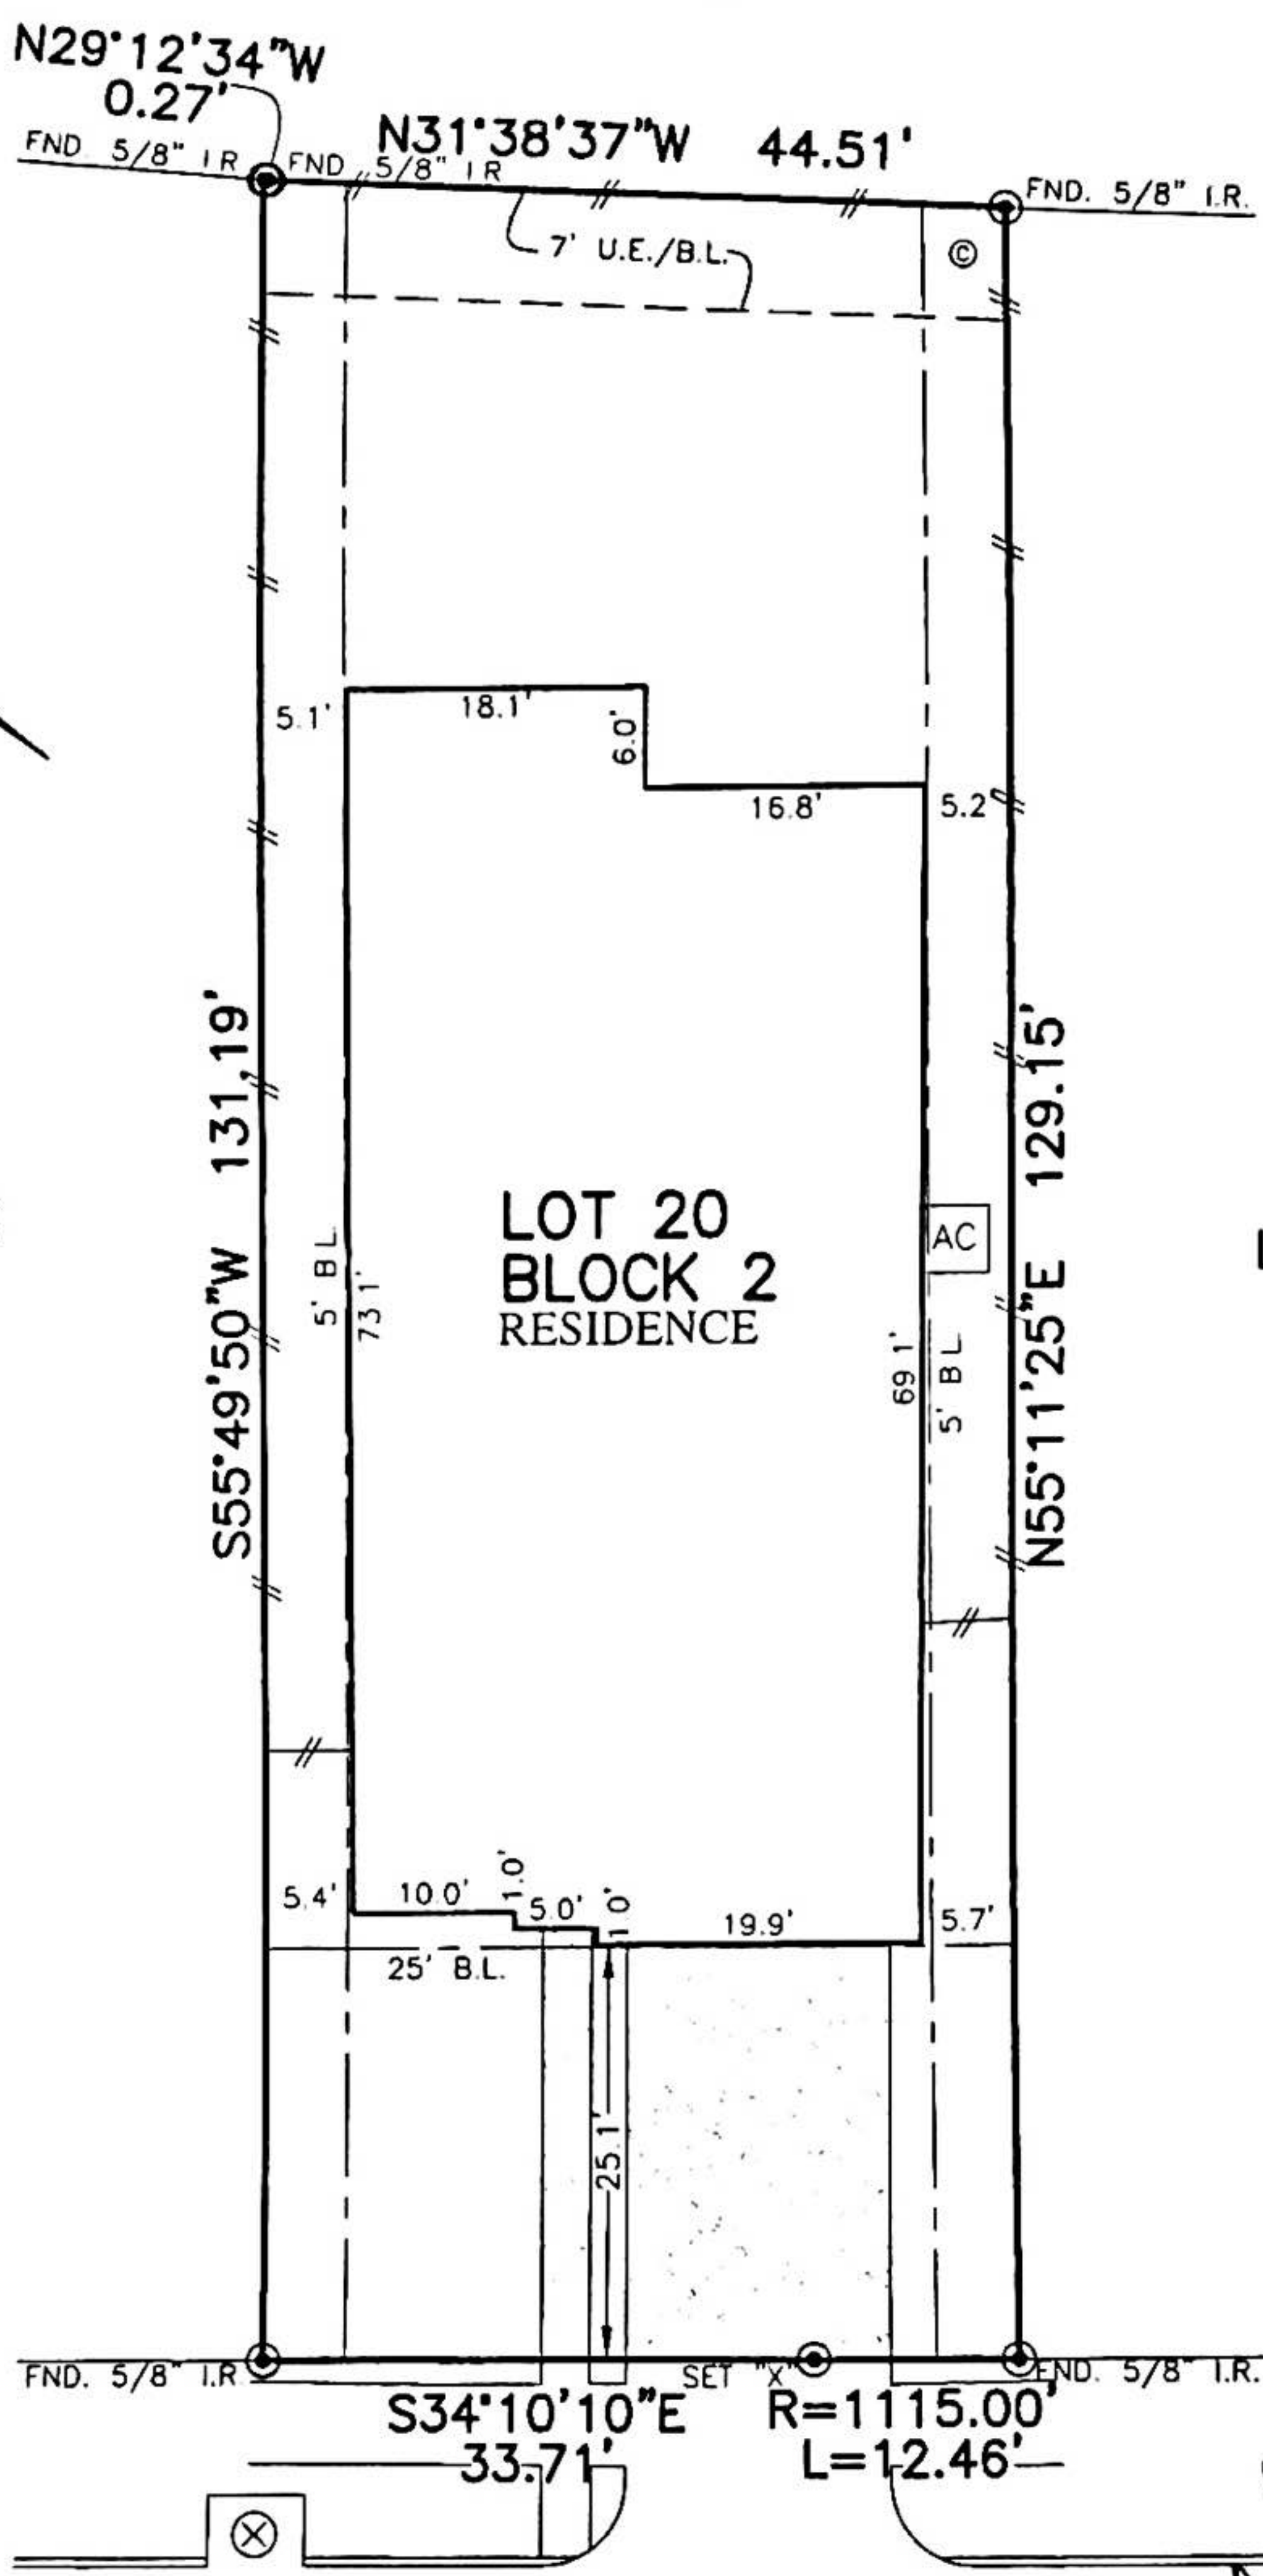 N29°12'34"W
0.27'
N31°38'37"W 44.51'
FND. 5/8" I R
FND 5/8" I R
FND. 5/8" I.R.
7' U.E./B.L.
©
5.1'
18.1'
6.0'
16.8'
5.2'
S55°49'50"W 131,19'
N55°11'25"E 129.15'
LOT 20
BLOCK 2
RESIDENCE
AC
5' B L
73 1'
69 1'
5' B L
5.4'
10.0'
1.0'
5.0'
1.0'
19.9'
5.7'
25' B.L.
25.1'
FND. 5/8" I.R
SET "X"
FND. 5/8" I.R.
S34°10'10"E
33.71'
R=1115.00'
L=12.46'